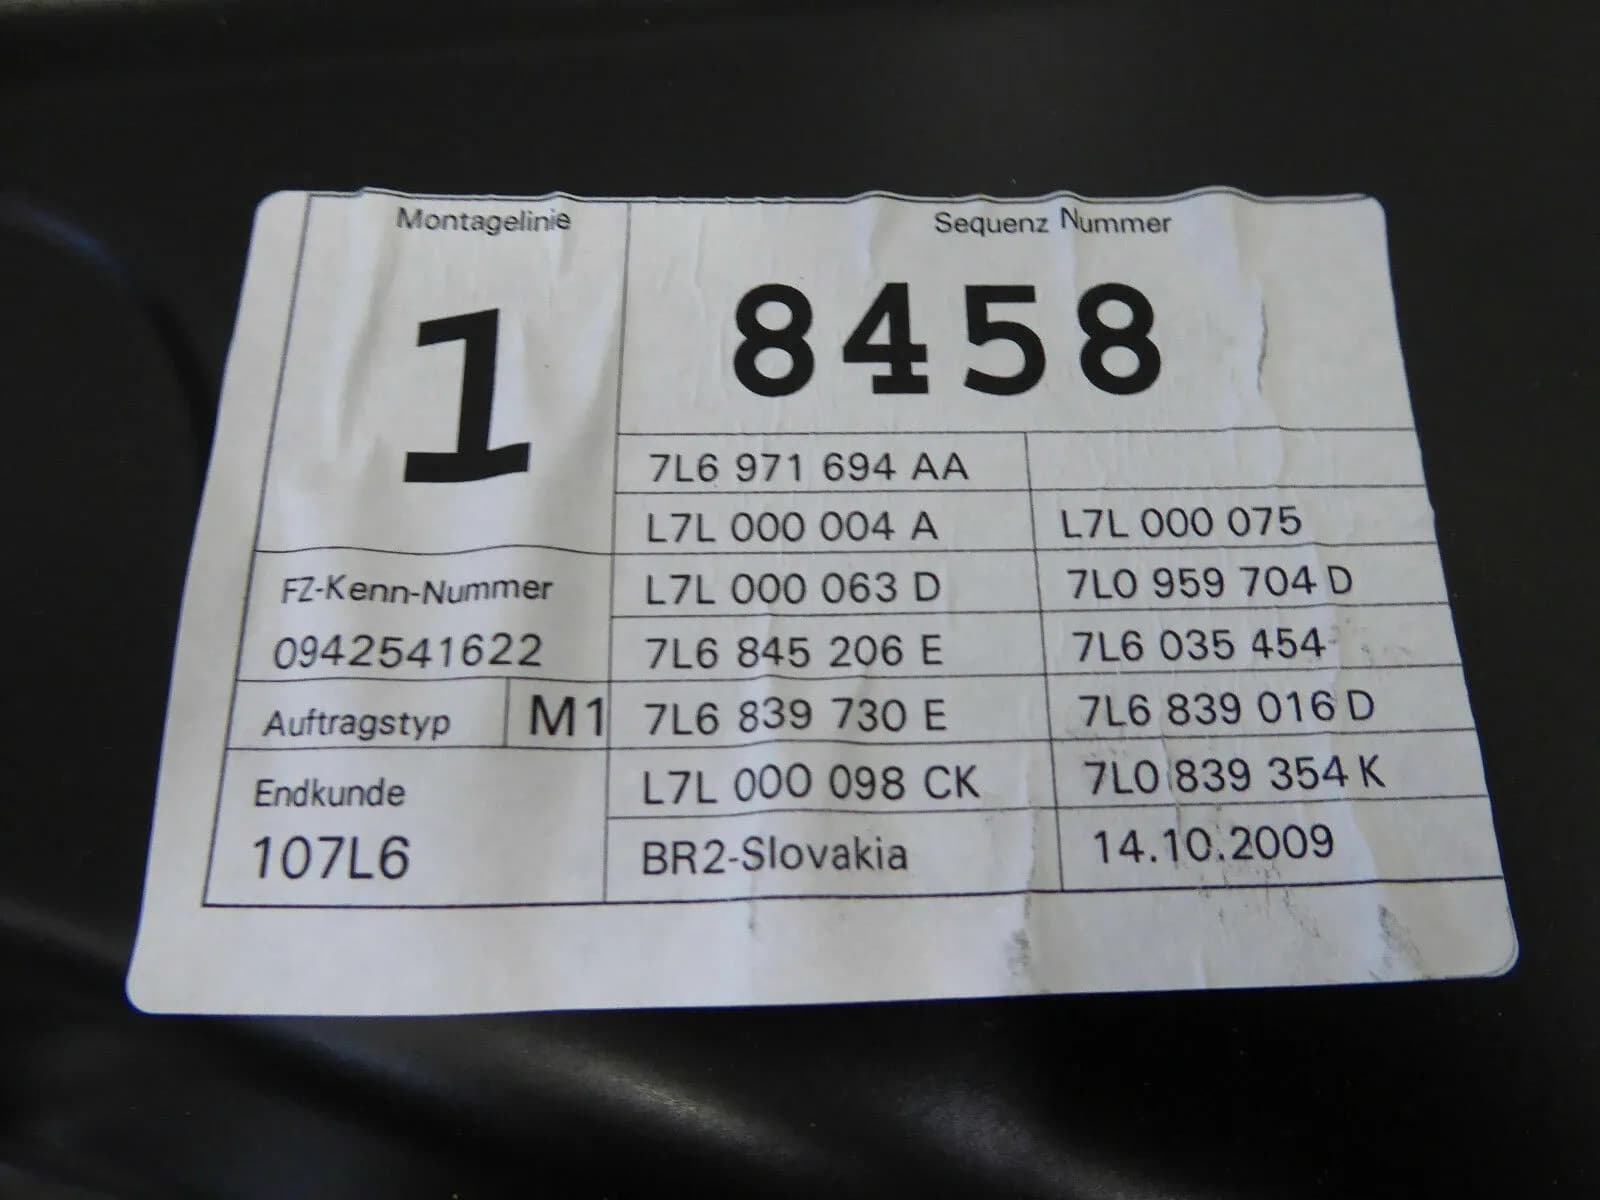 Montagelinie
1
Sequenz Nummer
8458
7L6 971 694 AA
L7L 000 004 A
L7L 000 075
FZ-Kenn-Nummer
0942541622
L7L 000 063 D
7L0 959 704 D
7L6 845 206 E
7L6 035 454
Auftragstyp
M1
7L6 839 730 E
7L6 839 016 D
Endkunde
107L6
L7L 000 098 CK
7L0 839 354 K
BR2-Slovakia
14.10.2009